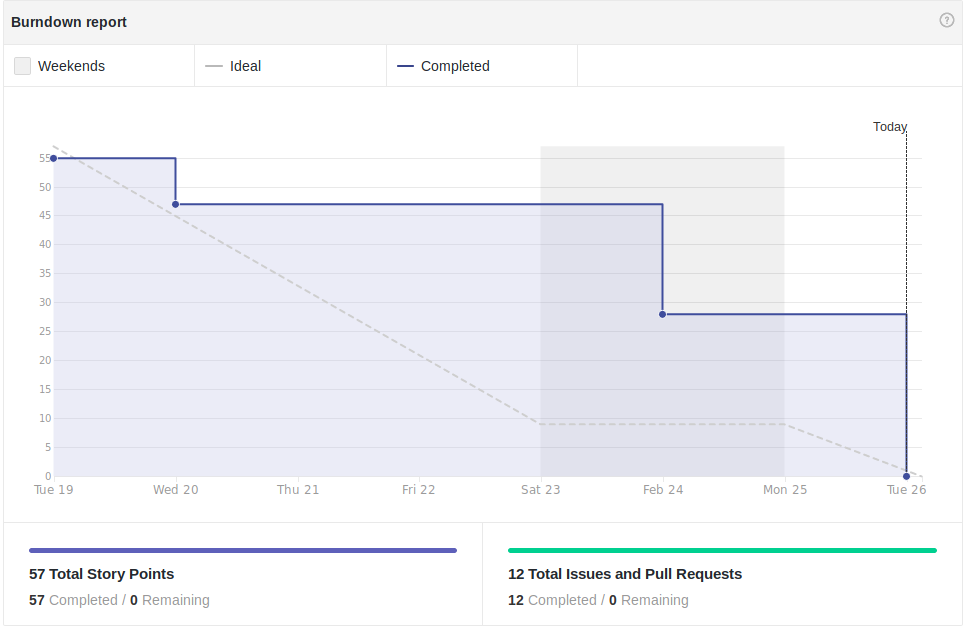 Burndown report
?
Weekends
Ideal
Completed
Today
55
50
45
40
35
30
25
20
15
10
5
0
Tue 19 Wed 20 Thu 21 Fri 22 Sat 23 Feb 24 Mon 25 Tue 26
57 Total Story Points
57 Completed / 0 Remaining
12 Total Issues and Pull Requests
12 Completed / 0 Remaining